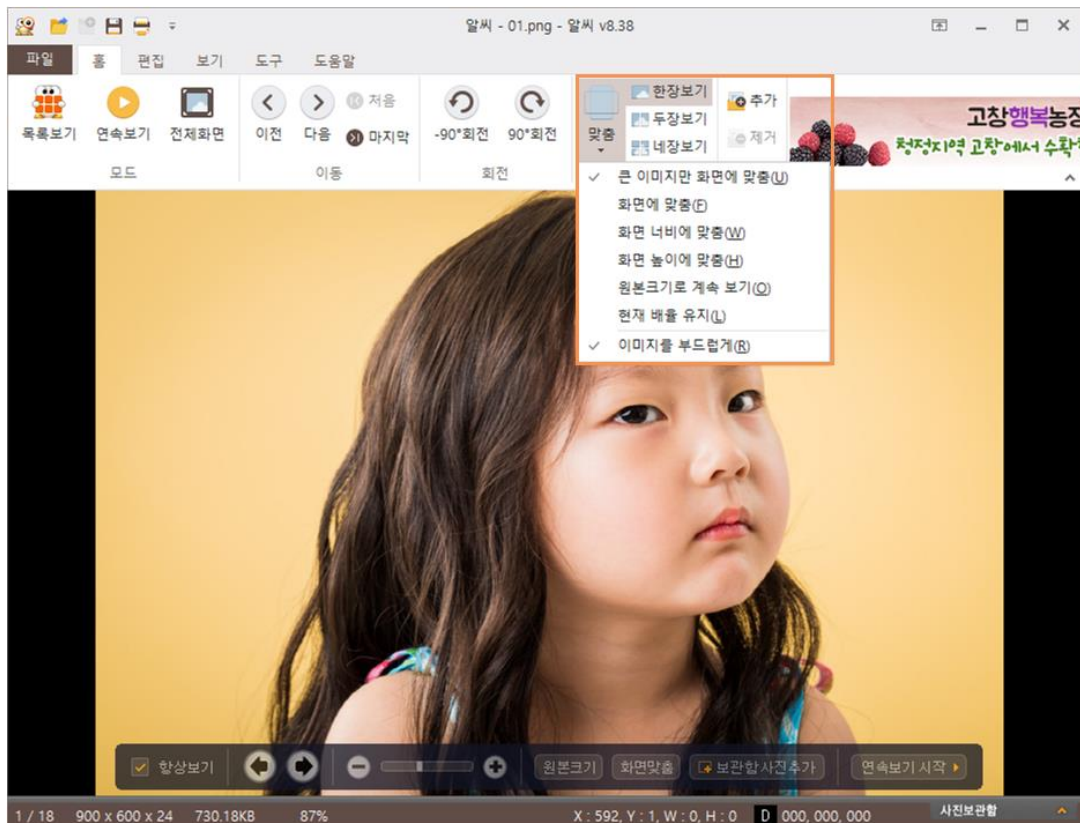 알씨 - 01.png - 알씨 v8.38
파일 홈 편집 보기 도구 도움말
목록보기 연속보기 전체화면
모드
이전 다음 처음
마지막
이동
-90°회전 90°회전
회전
맞춤
한장보기
두장보기
네장보기
추가
제거
고창행복농장
청정지역 고창에서 수확
큰 이미지만 화면에 맞춤(U)
화면에 맞춤(F)
화면 너비에 맞춤(W)
화면 높이에 맞춤(H)
원본크기로 계속 보기(O)
현재 배율 유지(L)
이미지를 부드럽게(R)
항상보기 원본크기 화면맞춤 보관함사진추가 연속보기 시작
1 / 18 900 x 600 x 24 730.18KB 87% X : 592, Y : 1, W : 0, H : 0 D 000, 000, 000 사진보관함